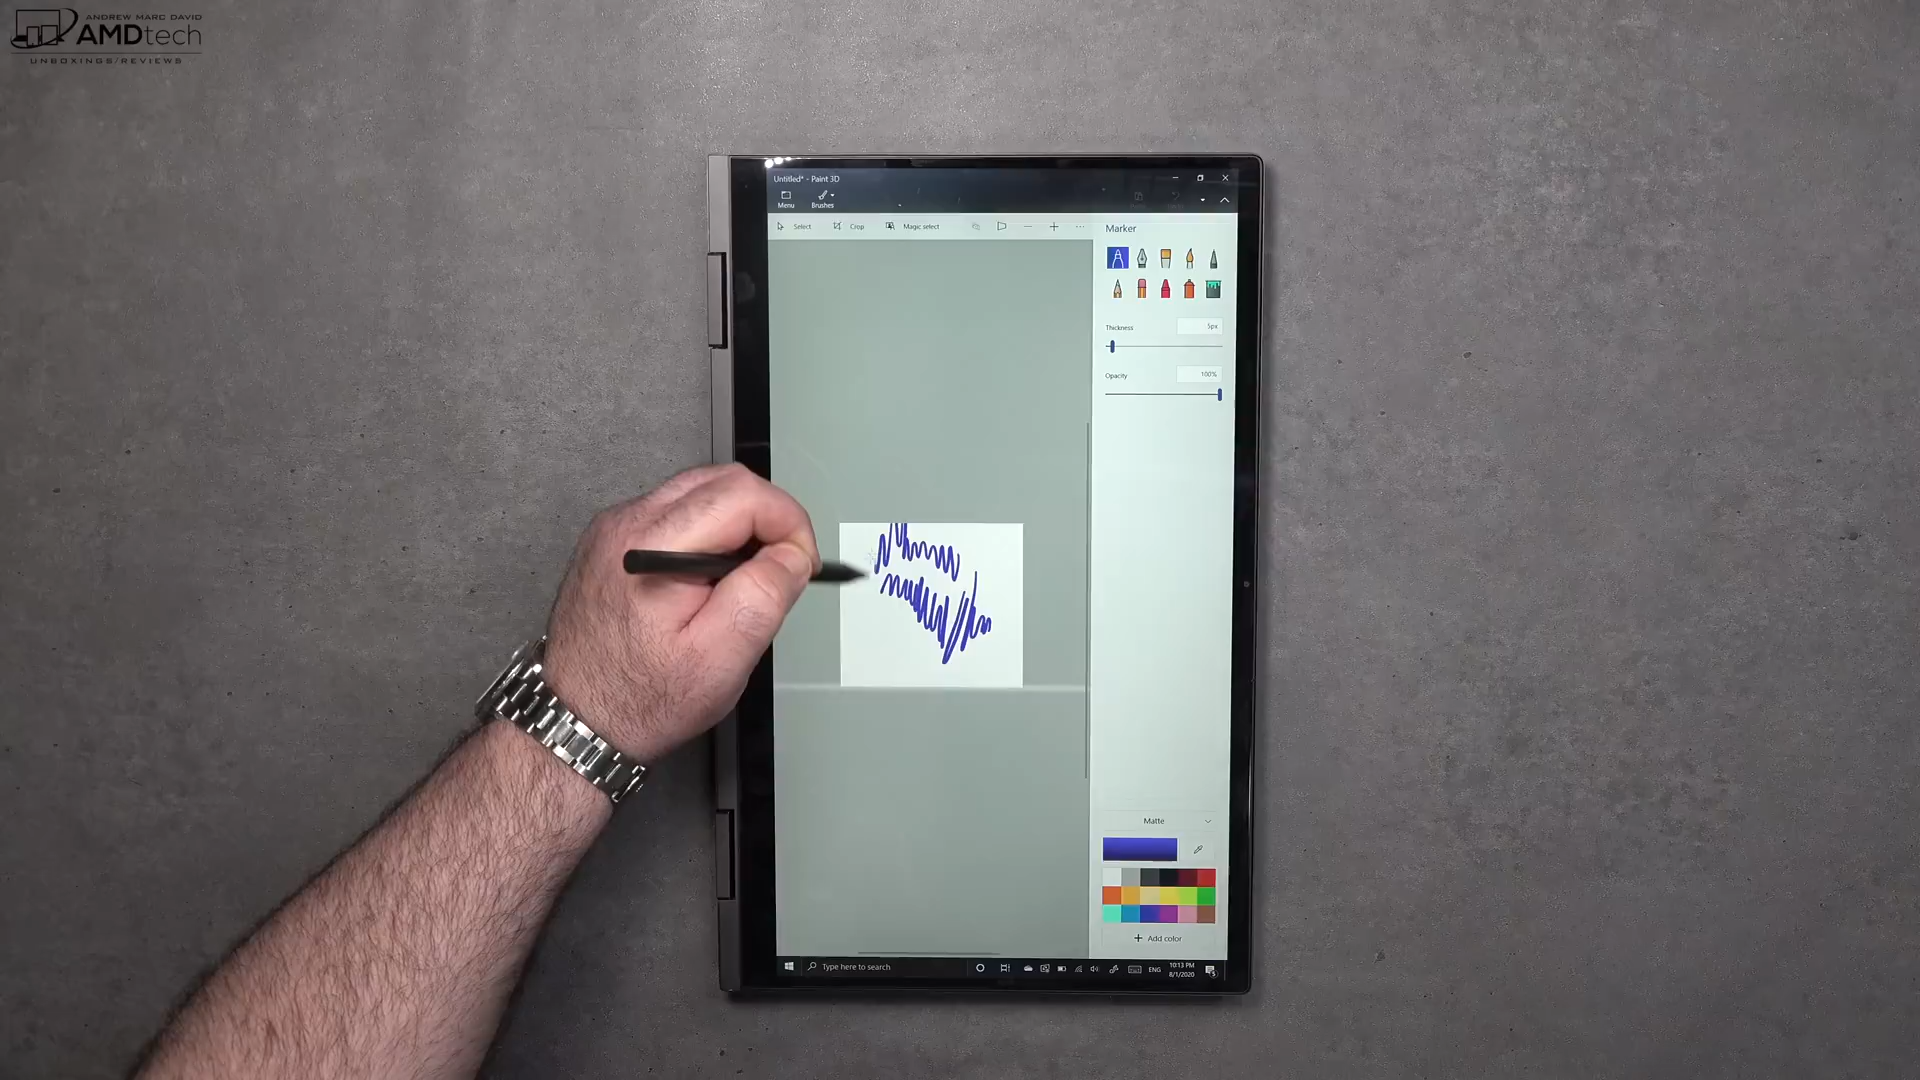 ANDREW MARC DAVID
AMDtech
UNBOXINGS/REVIEWS
Untitled* - Paint 3D
Menu
Brushes
Select
Crop
Magic select
Marker
Thickness
5px
Opacity
100%
Matte
Add color
Type here to search
ENG
10:13 PM
8/1/2020